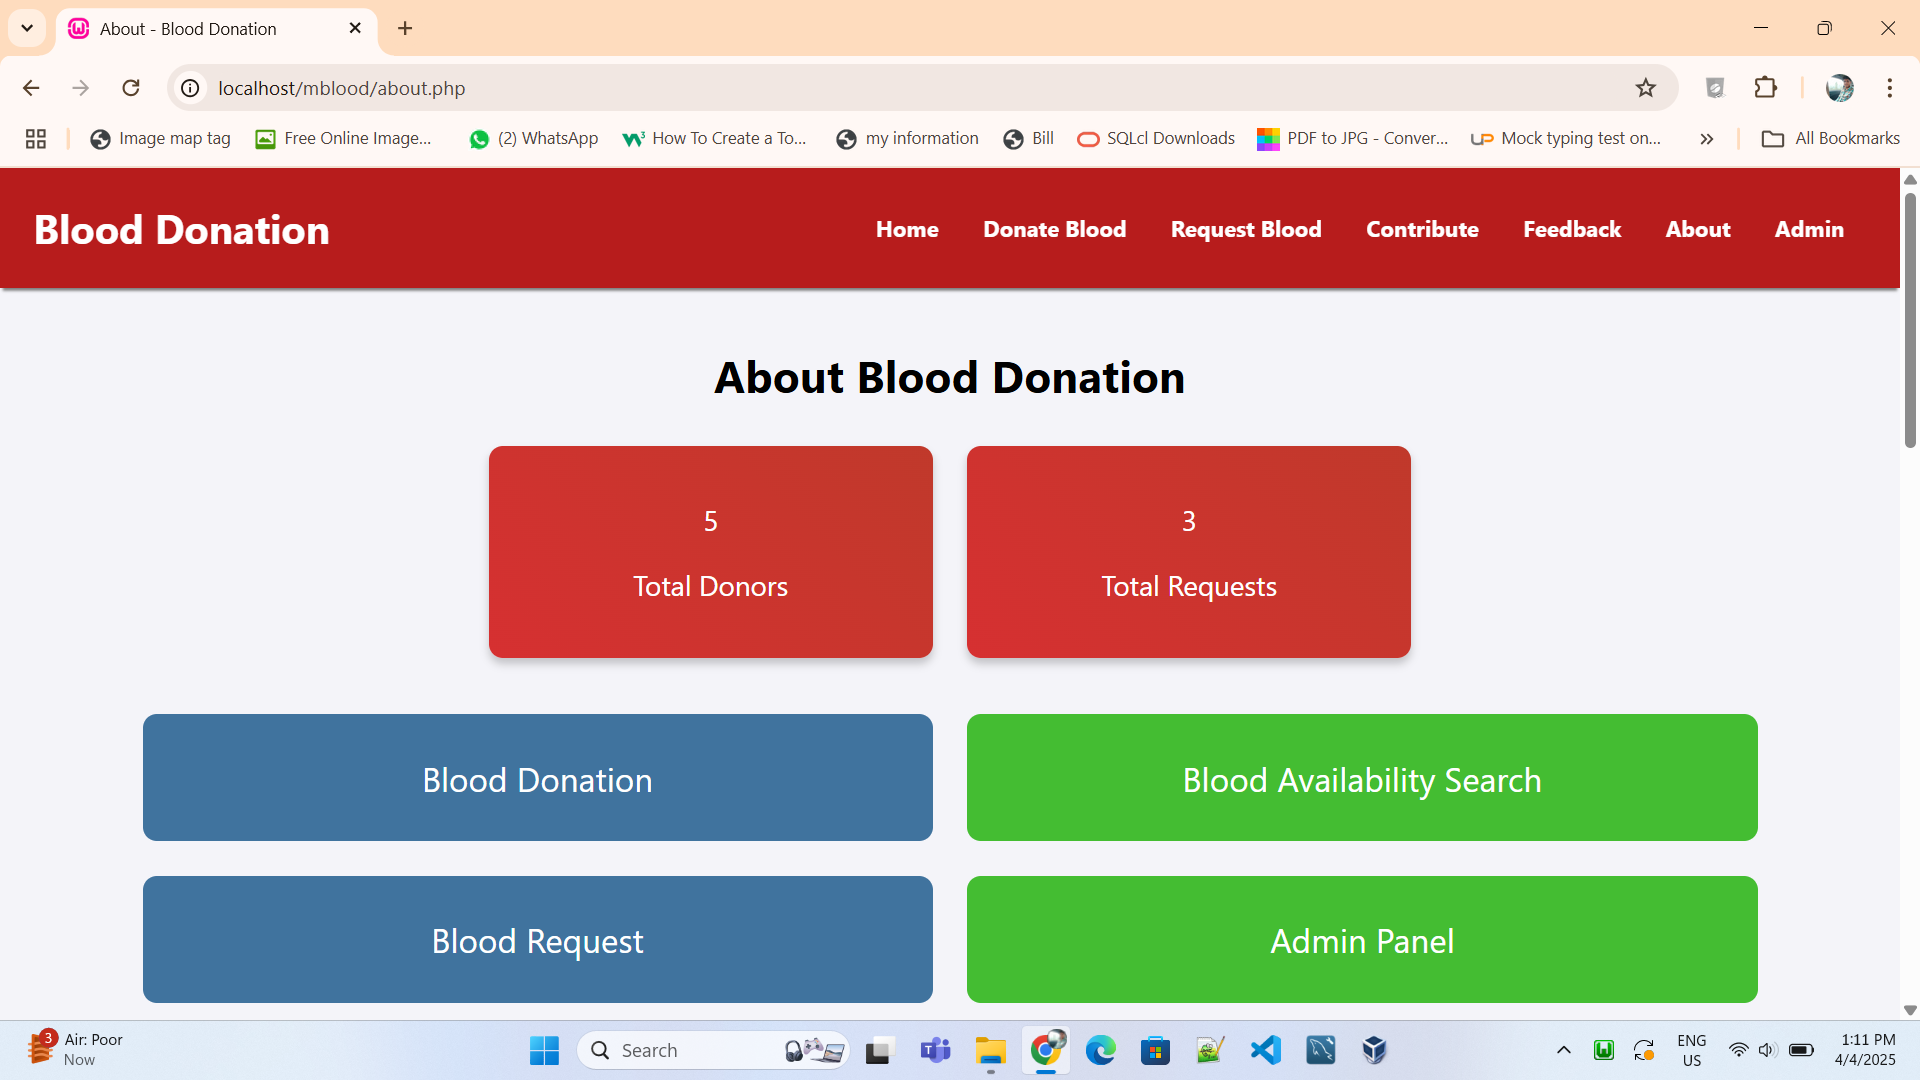 About - Blood Donation
localhost/mblood/about.php
Image map tag
Free Online Image...
(2) WhatsApp
How To Create a To...
my information
Bill
SQLcl Downloads
PDF to JPG - Conver...
Mock typing test on...
All Bookmarks
Blood Donation
Home
Donate Blood
Request Blood
Contribute
Feedback
About
Admin
About Blood Donation
5
Total Donors
3
Total Requests
Blood Donation
Blood Availability Search
Blood Request
Admin Panel
3
Air: Poor
Now
Search
ENG
US
1:11 PM
4/4/2025